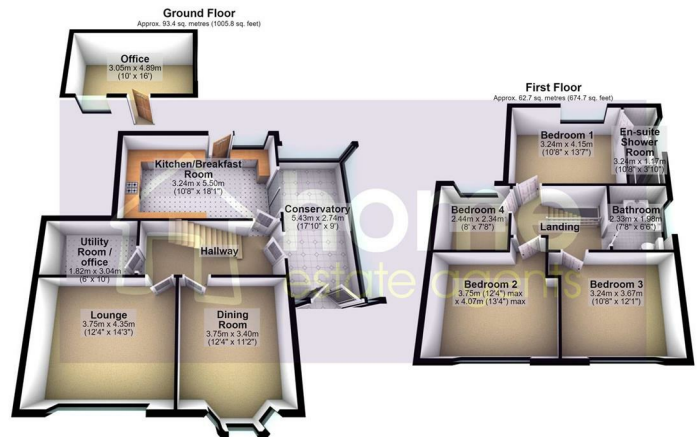 Ground Floor
Approx. 93.4 sq. metres (1005.8 sq. feet)
Office
3.05m x 4.89m
(10' x 16')
Kitchen/Breakfast
Room
3.24m x 5.50m
(10'8" x 18'1")
Conservatory
5.43m x 2.74m
(17'10" x 9')
Utility
Room /
office
1.82m x 3.04m
(6' x 10')
Hallway
Lounge
3.75m x 4.35m
(12'4" x 14'3")
Dining
Room
3.75m x 3.40m
(12'4" x 11'2")
First Floor
Approx. 62.7 sq. metres (674.7 sq. feet)
Bedroom 1
3.24m x 4.15m
(10'8" x 13'7")
En-suite
Shower
Room
3.24m x 1.17m
(10'8" x 3'10")
Bedroom 4
2.44m x 2.34m
(8' x 7'8")
Landing
Bathroom
2.33m x 1.98m
(7'8" x 6'6")
Bedroom 2
3.75m (12'4") max
x 4.07m (13'4") max
Bedroom 3
3.24m x 3.67m
(10'8" x 12'1")
home
estate agents